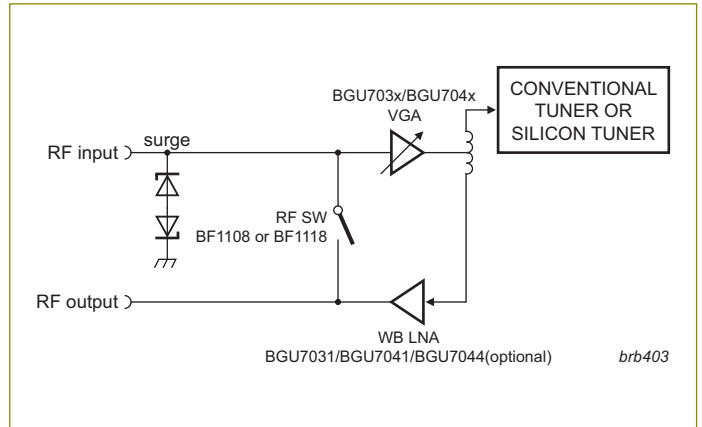 BGU703x/BGU704x
VGA
CONVENTIONAL
TUNER OR
SILICON TUNER
surge
RF input
RF SW
BF1108 or BF1118
RF output
WB LNA
BGU7031/BGU7041/BGU7044(optional)
brb403